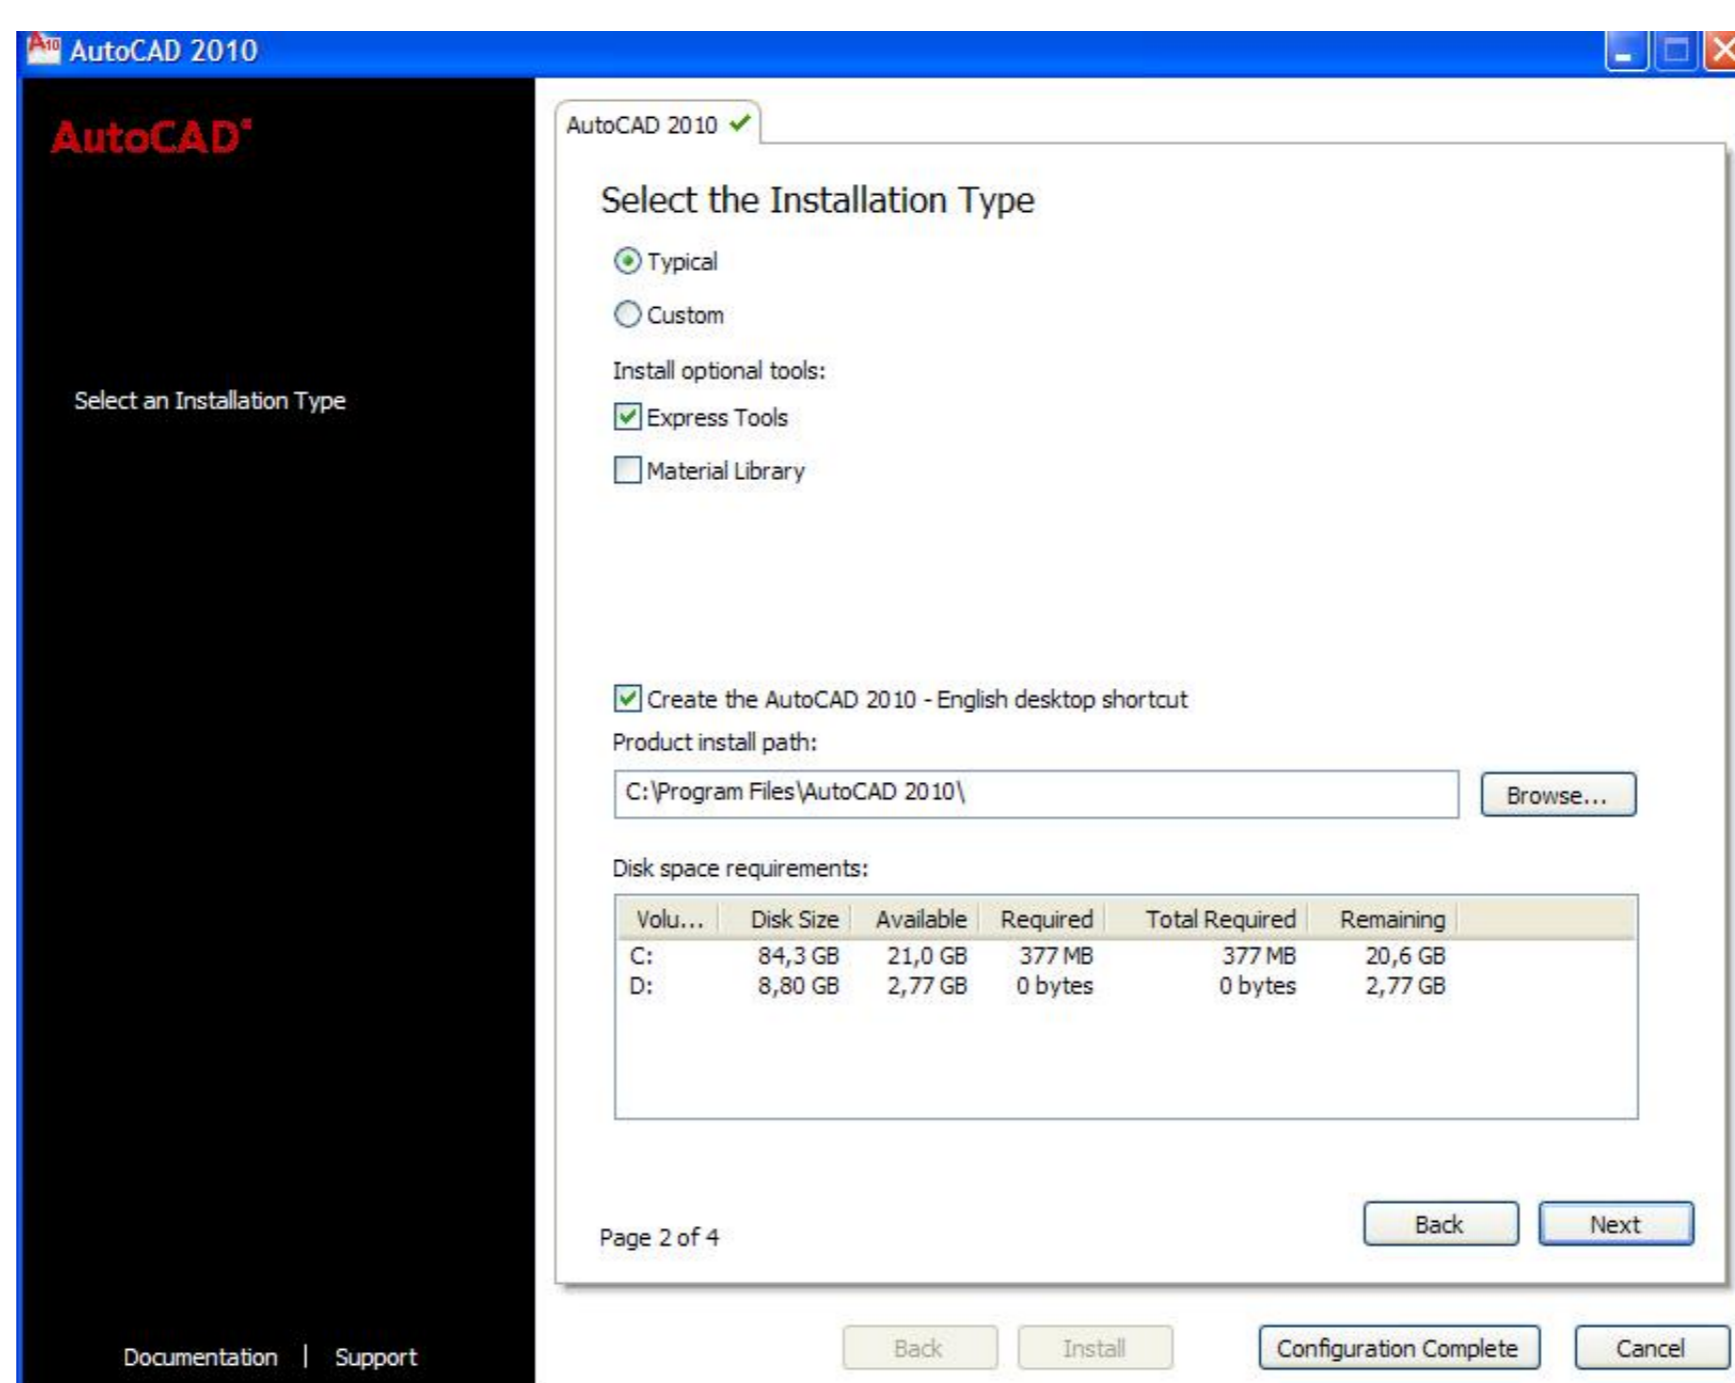 AutoCAD 2010
AutoCAD
Select an Installation Type
Documentation | Support
AutoCAD 2010
Select the Installation Type
Typical
Custom
Install optional tools:
Express Tools
Material Library
Create the AutoCAD 2010 - English desktop shortcut
Product install path:
C:\Program Files\AutoCAD 2010\
Browse...
Disk space requirements:
Volu... Disk Size Available Required Total Required Remaining
C: 84,3 GB 21,0 GB 377 MB 377 MB 20,6 GB
D: 8,80 GB 2,77 GB 0 bytes 0 bytes 2,77 GB
Page 2 of 4
Back Next
Back Install Configuration Complete Cancel